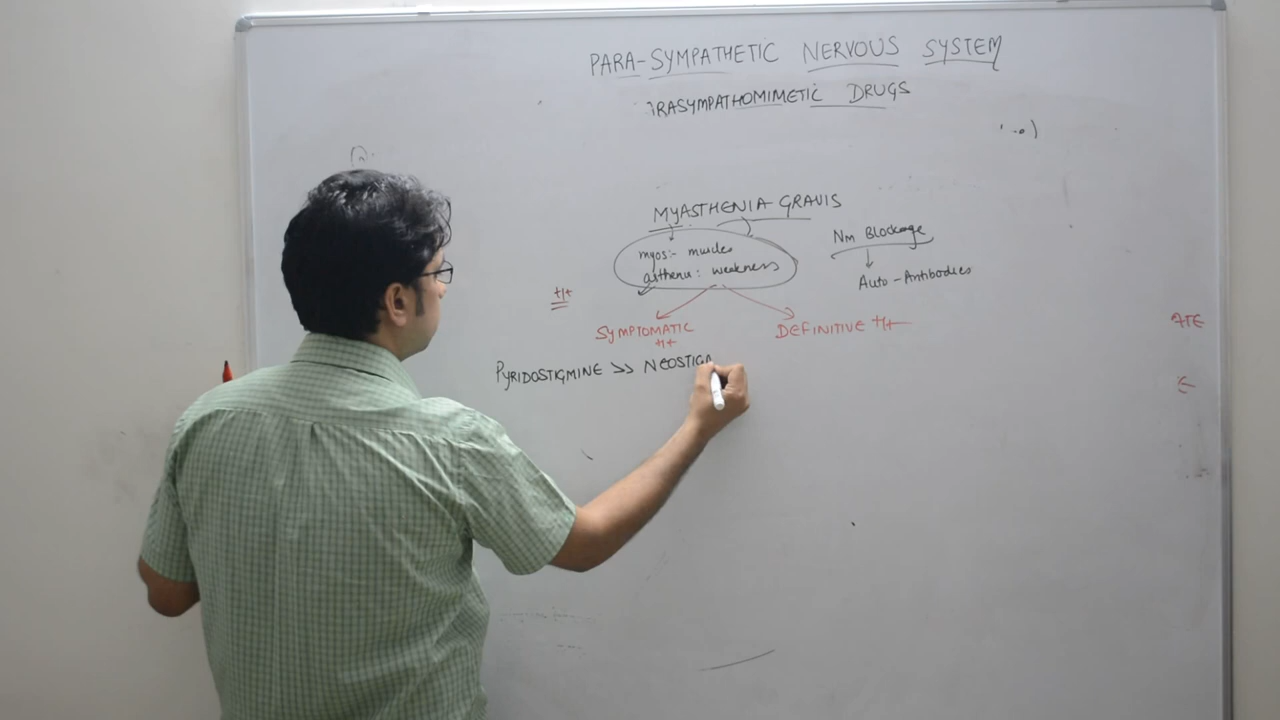 PARA-SYMPATHETIC NERVOUS SYSTEM
RASYMPATHOMIMETIC DRUGS
MYASTHENIA GRAVIS
myos:- muscles
asthenia: weakness
Nm Blockage
Auto-Antibodies
t/t
SYMPTOMATIC
t/t
DEFINITIVE t/t
PYRIDOSTIGMINE >> NEOSTIG